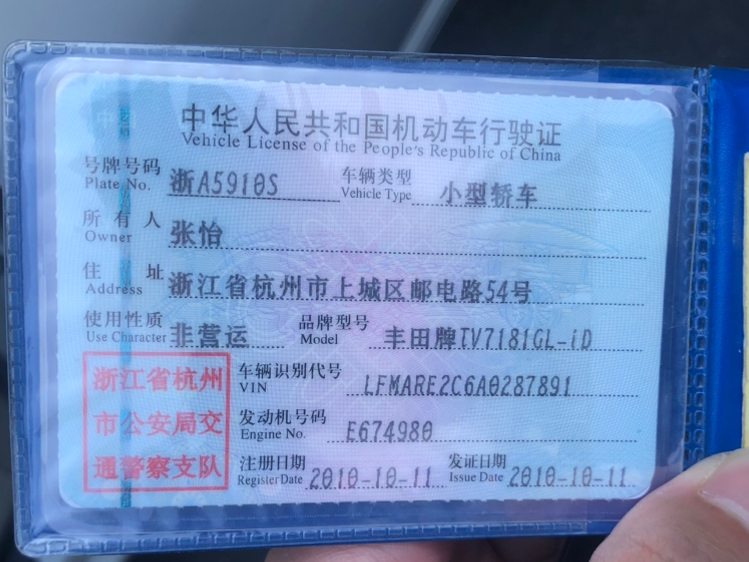 中华人民共和国机动车行驶证
Vehicle License of the People's Republic of China
号牌号码 浙A5910S 车辆类型 小型轿车
Plate No. Vehicle Type
所有人 张怡
Owner
住址 浙江省杭州市上城区邮电路54号
Address
使用性质 非营运 品牌型号 丰田牌TV7181GL-iD
Use Character Model
浙江省杭州
市公安局交
通警察支队
车辆识别代号 LFMARE2C6A0287891
VIN
发动机号码 E674980
Engine No.
注册日期 2010-10-11 发证日期 2010-10-11
Register Date Issue Date